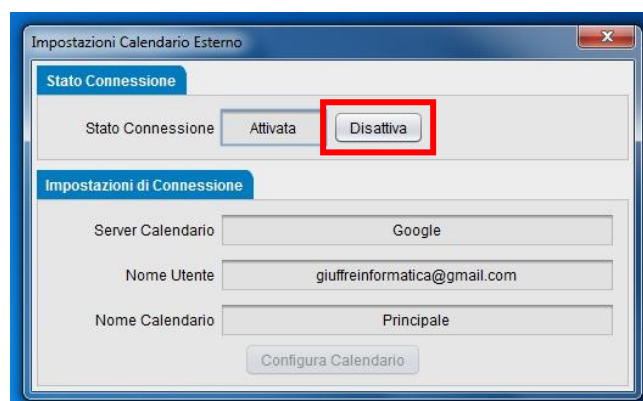 Impostazioni Calendario Esterno
Stato Connessione
Stato Connessione Attivata Disattiva
Impostazioni di Connessione
Server Calendario Google
Nome Utente giuffreinformatica@gmail.com
Nome Calendario Principale
Configura Calendario